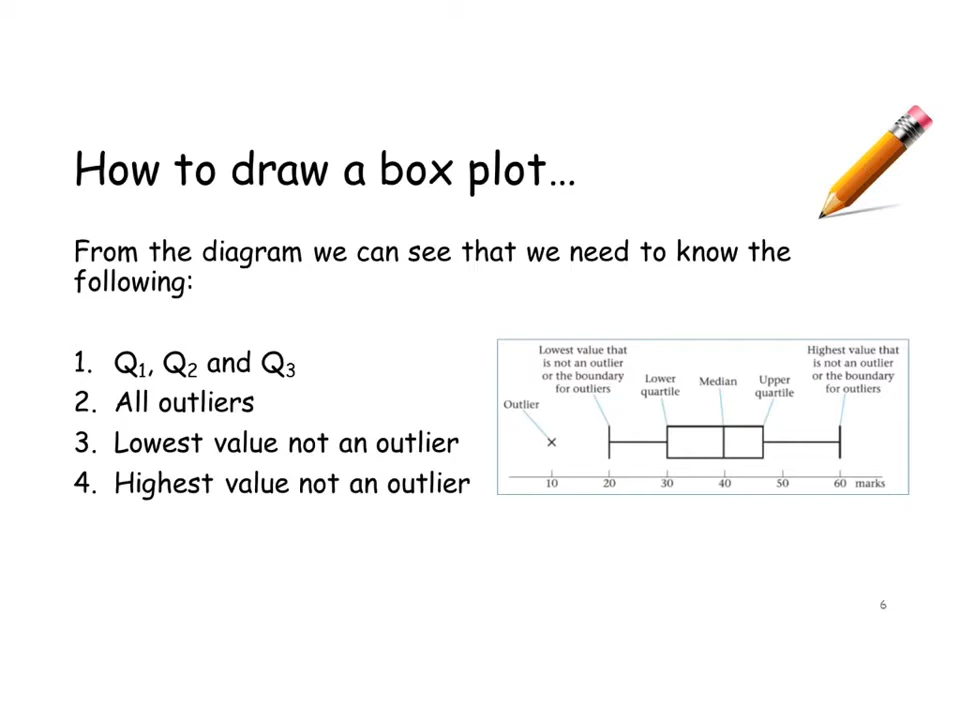 How to draw a box plot...
From the diagram we can see that we need to know the
following:
1. Q₁, Q₂ and Q₃
2. All outliers
3. Lowest value not an outlier
4. Highest value not an outlier
Lowest value that
is not an outlier
or the boundary
for outliers
Highest value that
is not an outlier
or the boundary
for outliers
Outlier
Lower
quartile
Median
Upper
quartile
×
10 20 30 40 50 60 marks
6